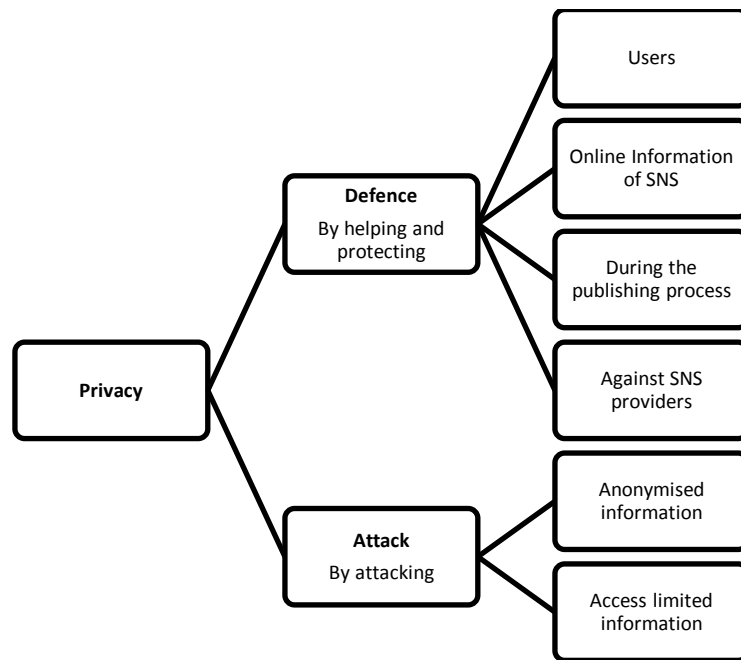 Privacy
Defence
By helping and
protecting
Users
Online Information
of SNS
During the
publishing process
Against SNS
providers
Attack
By attacking
Anonymised
information
Access limited
information